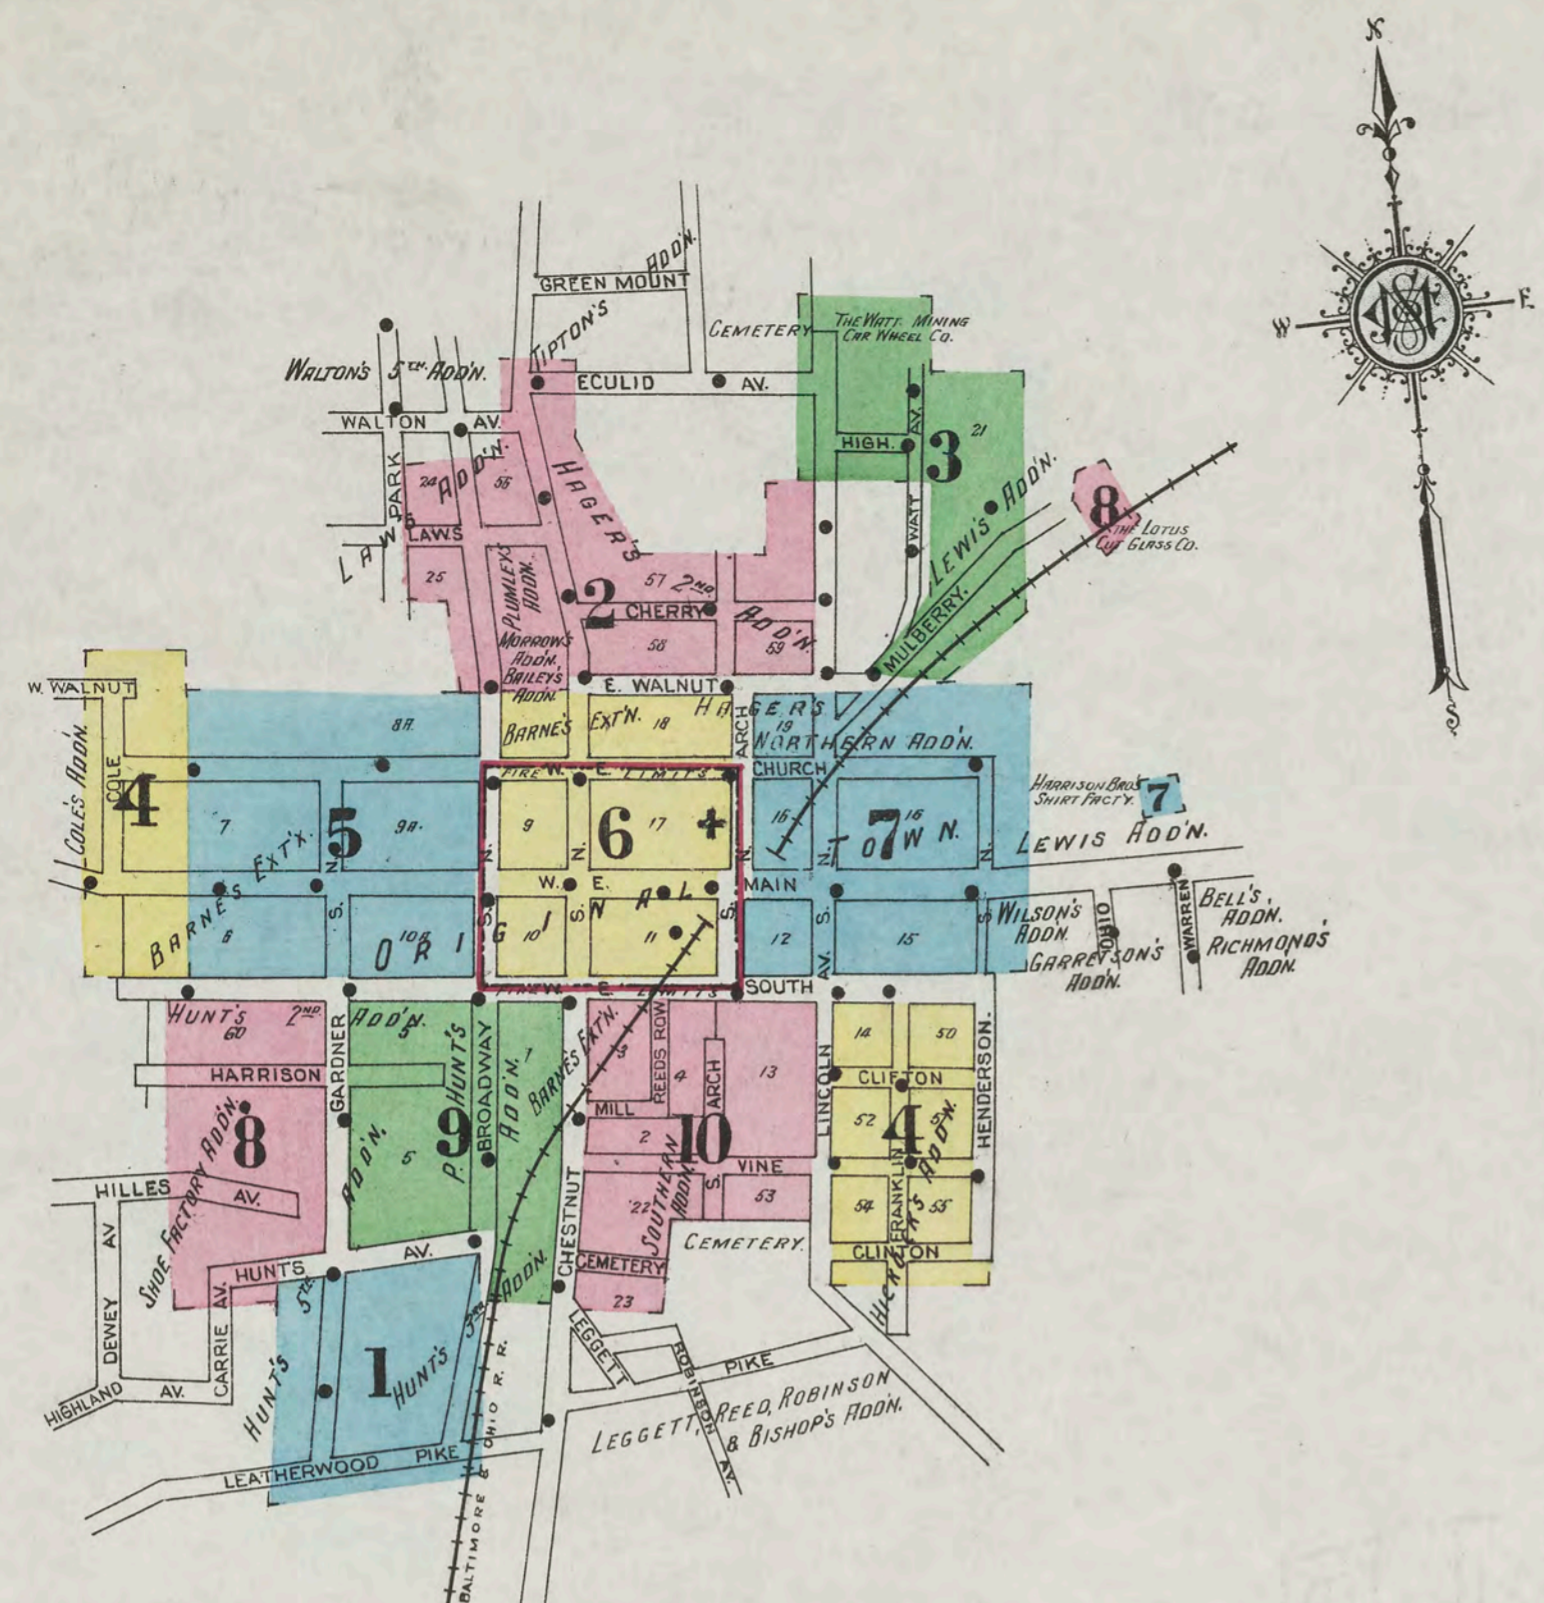 N
W
E
S
ADD'N.
GREEN MOUNT
TIPTON'S
CEMETERY
THE WATT. MINING
CAR WHEEL CO.
WALTON'S 5TH. ADD'N.
ECULID AV.
WALTON AV.
AV.
HIGH.
3
21
ADD'N.
24
56
HAGER'S
LAW PARK
LAWS
WATT
LEWIS ADD'N.
8
THE LOTUS
CUT GLASS CO.
25
PLUMLEY'S
ADD'N.
57
2ND.
2
CHERRY
ADD'N.
58
59
MULBERRY.
MORROW'S
ADD'N.
BAILEY'S
ADD'N.
W. WALNUT
E. WALNUT
8A
BARNE'S EXT'N.
18
HAGER'S
19
NORTHERN ADD'N.
ARCH
COLE'S ADD'N.
COLE
4
FIRE W. E. LIMITS
CHURCH
HARRISON BRO'S
SHIRT FACT'Y.
7
7
5
9A.
9
6
17
16
7
16
TOWN.
LEWIS ADD'N.
N.
N.
N.
N.
N.
N.
BARNE'S EXT'X.
W. E.
MAIN
S.
S.
S.
S.
S.
S.
6
10A
ORIGINAL
10
11
12
15
WILSON'S
ADD'N.
OHIO
GARRETSON'S
ADD'N.
WARREN
BELL'S
ADD'N.
RICHMOND'S
ADD'N.
AV.
FIRE W. E. LIMITS
SOUTH
HUNT'S 2ND ADD'N.
60
GARDNER
5
P. HUNT'S ADD'N.
BROADWAY
1
BARNE'S EXT'N.
3
REEDS ROW
4
ARCH
13
LINCOLN
14
50
HENDERSON.
HARRISON
CLIFTON
MILL
52
8
9
6
ADD'N.
2
10
4
VINE
S.
SHOE FACTORY ADD'N.
HILLES AV.
CHESTNUT
22
SOUTHERN
ADD'N.
53
54
55
FRANKLIN
DEWEY AV
CEMETERY.
CLINTON
HUNTS AV.
CEMETERY
23
CARRIE AV.
5TH.
3RD
ADD'N.
LEGGETT
1
HUNT'S
HUNT'S
ROBINSON AV.
PIKE
HIGHLAND AV.
LEGGETT, REED, ROBINSON
& BISHOP'S ADD'N.
LEATHERWOOD PIKE
BALTIMORE & OHIO R. R.